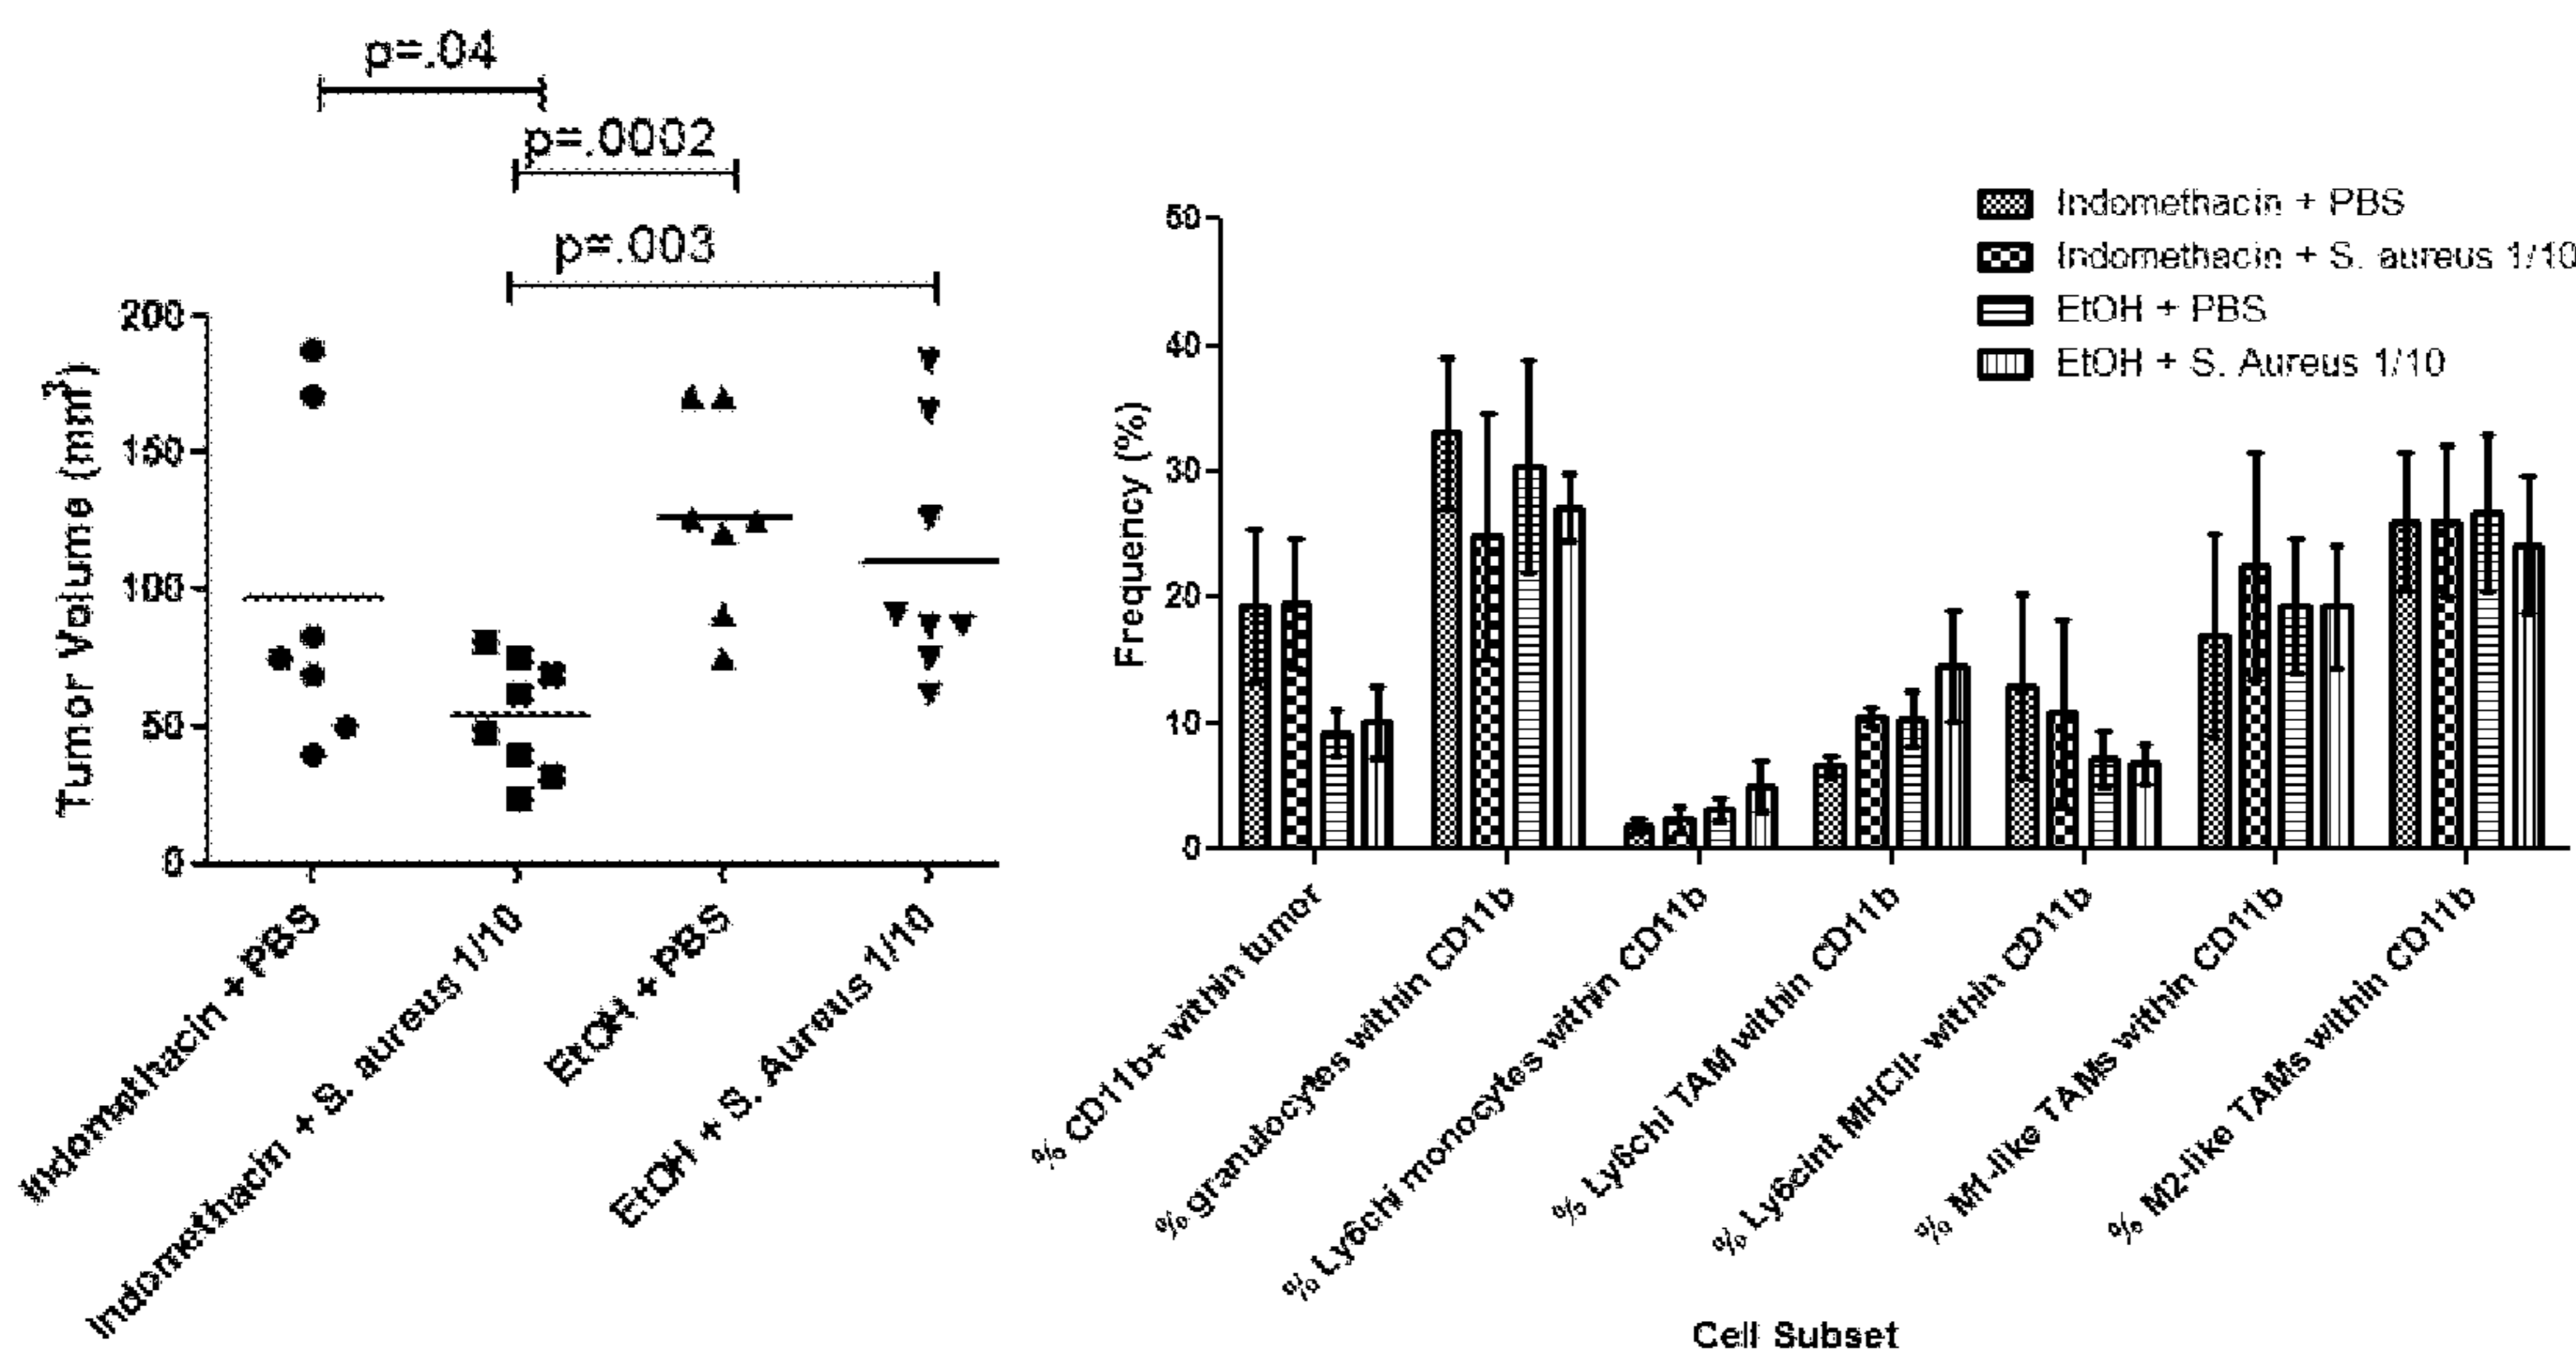 p=.04
p=.0002
p=.003
Tumor Volume (mm3)
200
150
100
50
0
Indomethacin + PBS
Indomethacin + S. aureus 1/10
EtOH + PBS
EtOH + S. Aureus 1/10
Frequency (%)
50
40
30
20
10
0
Indomethacin + PBS
Indomethacin + S. aureus 1/10
EtOH + PBS
EtOH + S. Aureus 1/10
% CD11b+ within tumor
% granulocytes within CD11b
% Ly6chi monocytes within CD11b
% Ly6chi TAM within CD11b
% Ly6cint MHCII- within CD11b
% M1-like TAMs within CD11b
% M2-like TAMs within CD11b
Cell Subset